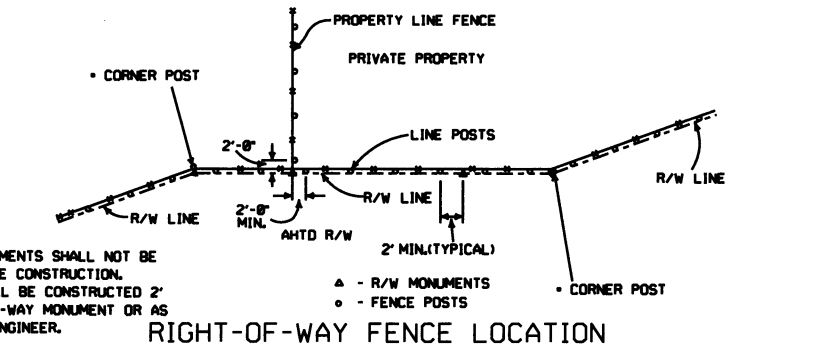 PROPERTY LINE FENCE
PRIVATE PROPERTY
• CORNER POST
2'-0"
LINE POSTS
R/W LINE
R/W LINE
R/W LINE
2'-0"
MIN.
AHTD R/W
2' MIN.(TYPICAL)
MENTS SHALL NOT BE
E CONSTRUCTION.
L BE CONSTRUCTED 2'
-WAY MONUMENT OR AS
NGINEER.
△ - R/W MONUMENTS
○ - FENCE POSTS
• CORNER POST
RIGHT-OF-WAY FENCE LOCATION